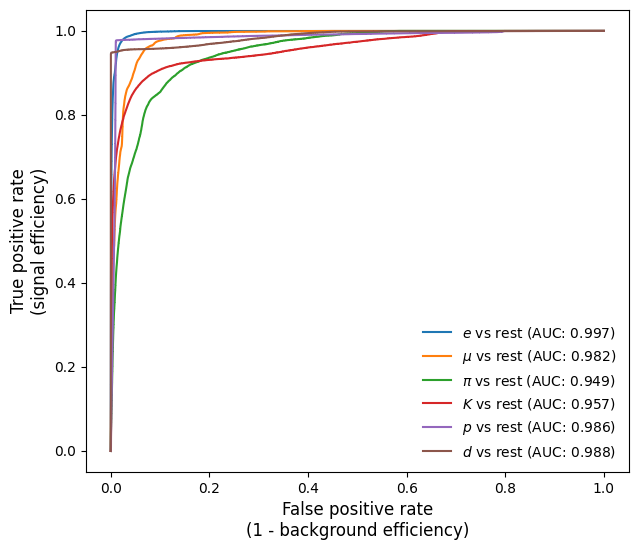 1.0
0.8
0.6
0.4
0.2
0.0
True positive rate
(signal efficiency)
e vs rest (AUC: 0.997)
μ vs rest (AUC: 0.982)
π vs rest (AUC: 0.949)
K vs rest (AUC: 0.957)
p vs rest (AUC: 0.986)
d vs rest (AUC: 0.988)
0.0 0.2 0.4 0.6 0.8 1.0
False positive rate
(1 - background efficiency)